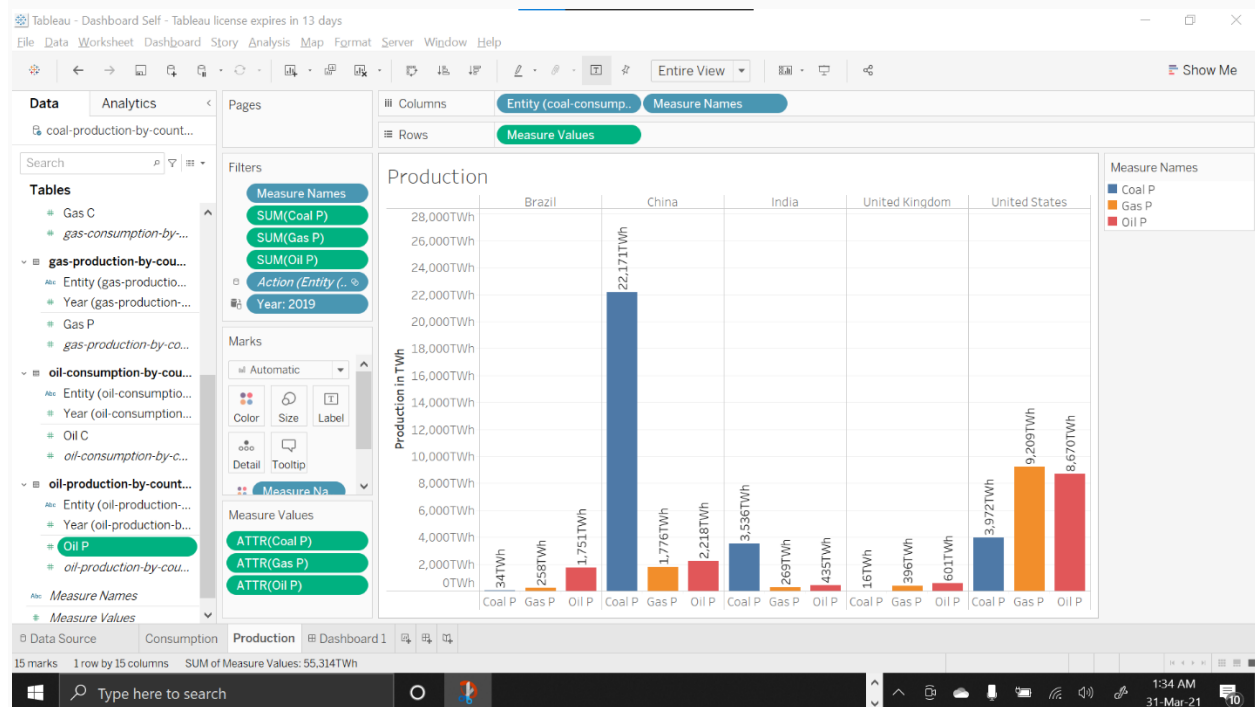 Tableau - Dashboard Self - Tableau license expires in 13 days
File Data Worksheet Dashboard Story Analysis Map Format Server Window Help
Entire View
Show Me
Data Analytics
coal-production-by-count...
Search
Tables
# Gas C
# gas-consumption-by-...
gas-production-by-cou...
Abc Entity (gas-productio...
# Year (gas-production-...
# Gas P
# gas-production-by-co...
oil-consumption-by-cou...
Abc Entity (oil-consumptio...
# Year (oil-consumption...
# Oil C
# oil-consumption-by-c...
oil-production-by-count...
Abc Entity (oil-production-...
# Year (oil-production-b...
# Oil P
# oil-production-by-cou...
Abc Measure Names
# Measure Values
Pages
Filters
Measure Names
SUM(Coal P)
SUM(Gas P)
SUM(Oil P)
Action (Entity (..
Year: 2019
Marks
Automatic
Color Size Label
Detail Tooltip
Measure Na..
Measure Values
ATTR(Coal P)
ATTR(Gas P)
ATTR(Oil P)
Columns Entity (coal-consump.. Measure Names
Rows Measure Values
Production
Brazil China India United Kingdom United States
Production in TWh
28,000TWh
26,000TWh
24,000TWh
22,000TWh
20,000TWh
18,000TWh
16,000TWh
14,000TWh
12,000TWh
10,000TWh
8,000TWh
6,000TWh
4,000TWh
2,000TWh
0TWh
34TWh
258TWh
1,751TWh
22,171TWh
1,776TWh
2,218TWh
3,536TWh
269TWh
435TWh
16TWh
396TWh
601TWh
3,972TWh
9,209TWh
8,670TWh
Coal P Gas P Oil P Coal P Gas P Oil P Coal P Gas P Oil P Coal P Gas P Oil P Coal P Gas P Oil P
Measure Names
Coal P
Gas P
Oil P
Data Source Consumption Production Dashboard 1
15 marks 1 row by 15 columns SUM of Measure Values: 55,314TWh
Type here to search
1:34 AM
31-Mar-21
10